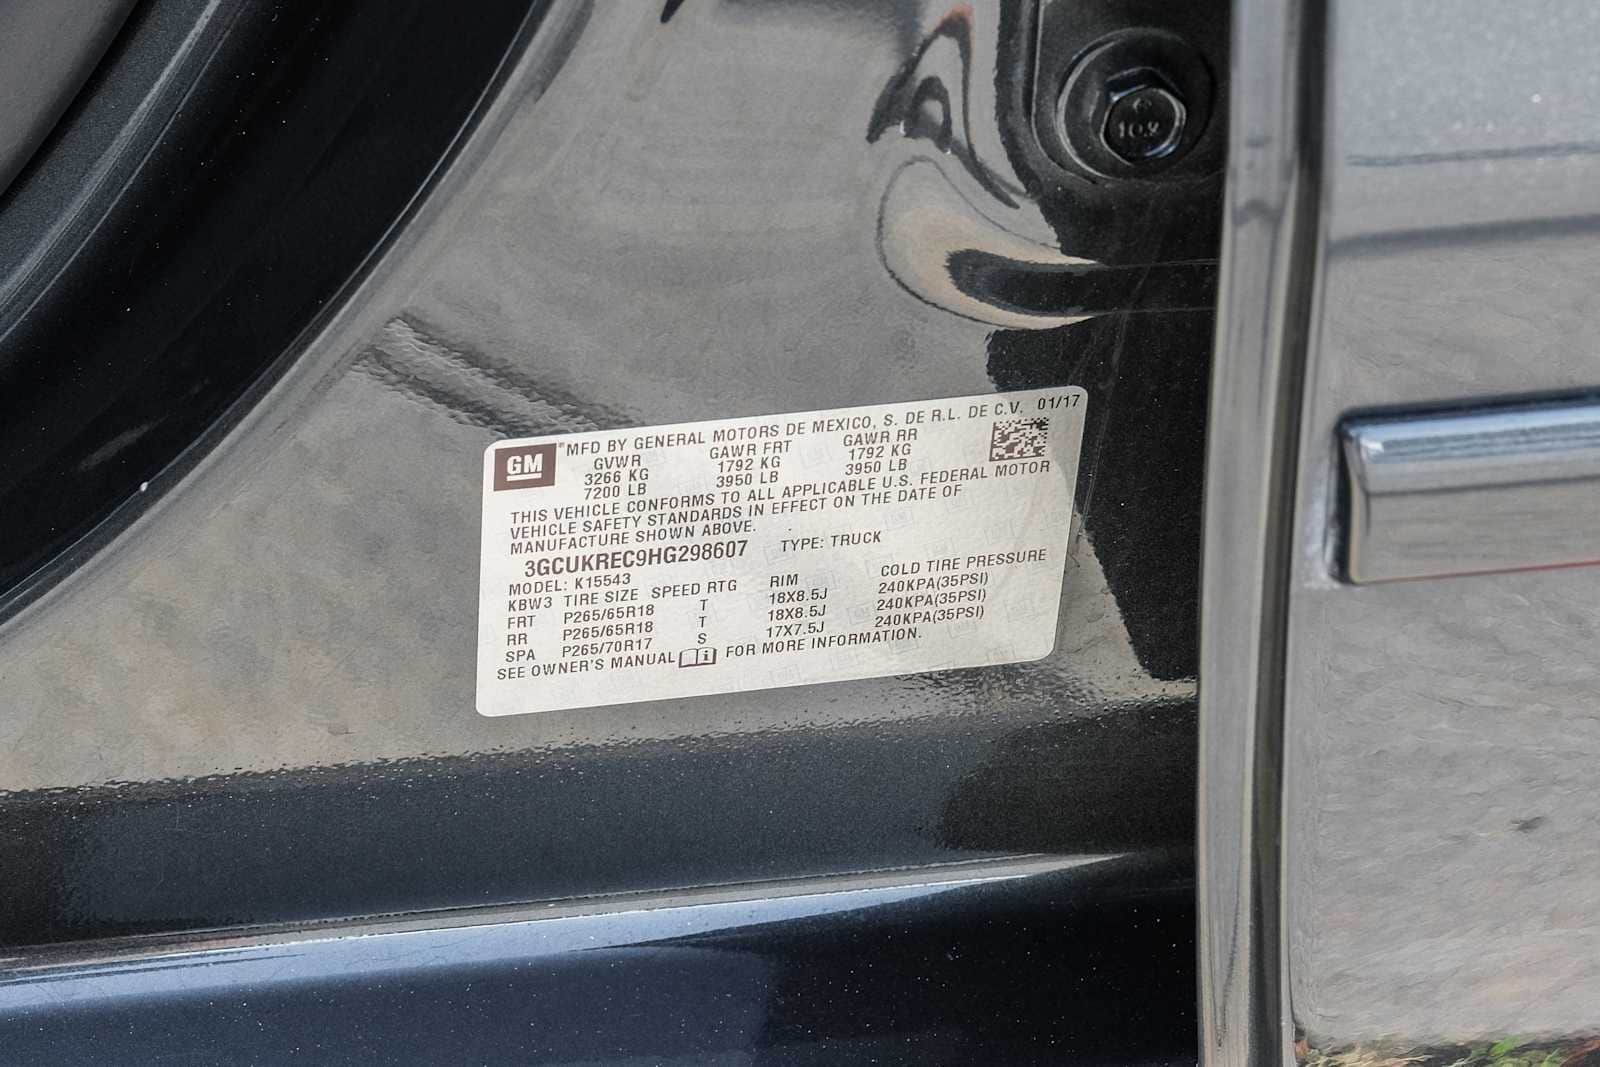 10.9
GM ® MFD BY GENERAL MOTORS DE MEXICO, S. DE R.L. DE C.V. 01/17
GVWR GAWR FRT GAWR RR
3266 KG 1792 KG 1792 KG
7200 LB 3950 LB 3950 LB
THIS VEHICLE CONFORMS TO ALL APPLICABLE U.S. FEDERAL MOTOR
VEHICLE SAFETY STANDARDS IN EFFECT ON THE DATE OF
MANUFACTURE SHOWN ABOVE.
3GCUKREC9HG298607 TYPE: TRUCK
MODEL: K15543
KBW3 TIRE SIZE SPEED RTG RIM COLD TIRE PRESSURE
FRT P265/65R18 T 18X8.5J 240KPA(35PSI)
RR P265/65R18 T 18X8.5J 240KPA(35PSI)
SPA P265/70R17 S 17X7.5J 240KPA(35PSI)
SEE OWNER'S MANUAL i FOR MORE INFORMATION.